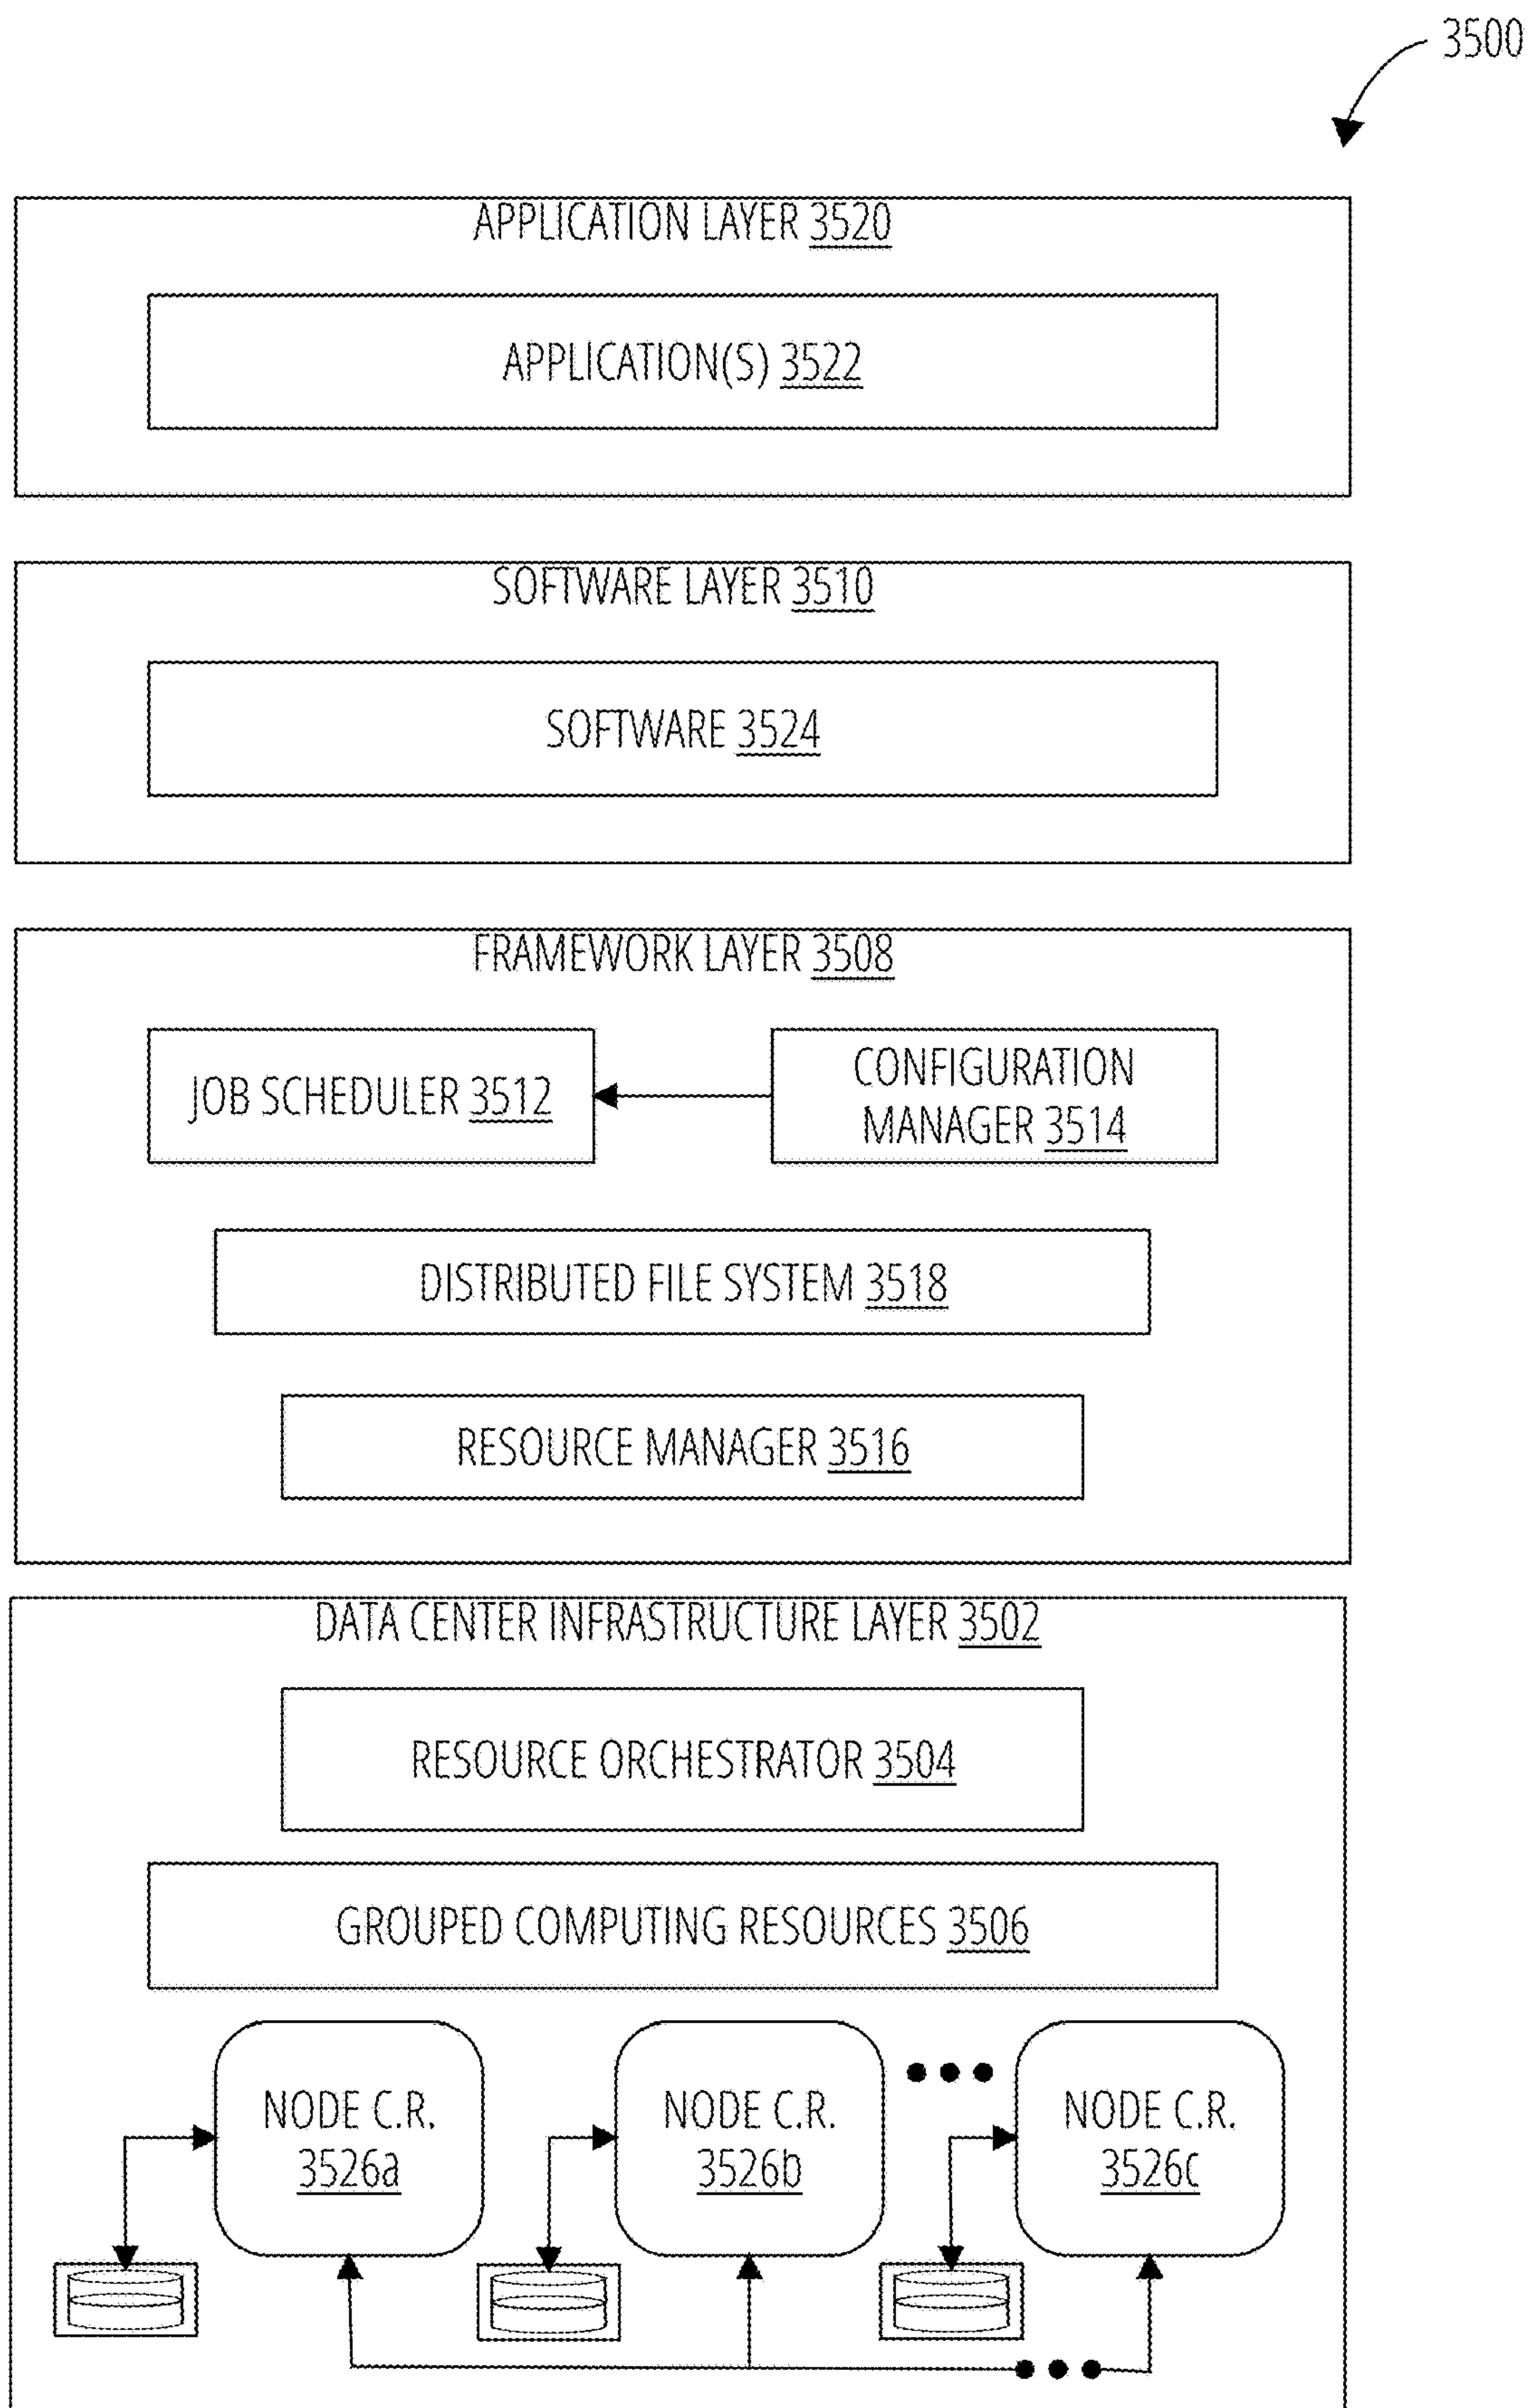 3500
APPLICATION LAYER 3520
APPLICATION(S) 3522
SOFTWARE LAYER 3510
SOFTWARE 3524
FRAMEWORK LAYER 3508
JOB SCHEDULER 3512
CONFIGURATION
MANAGER 3514
DISTRIBUTED FILE SYSTEM 3518
RESOURCE MANAGER 3516
DATA CENTER INFRASTRUCTURE LAYER 3502
RESOURCE ORCHESTRATOR 3504
GROUPED COMPUTING RESOURCES 3506
NODE C.R.
3526a
NODE C.R.
3526b
NODE C.R.
3526c